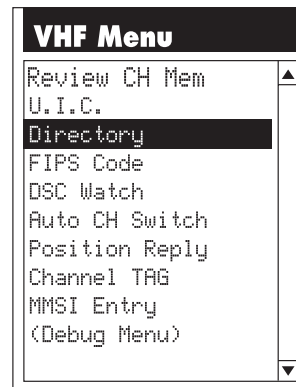 VHF Menu
Review CH Mem
U.I.C.
Directory
FIPS Code
DSC Watch
Auto CH Switch
Position Reply
Channel TAG
MMSI Entry
(Debug Menu)